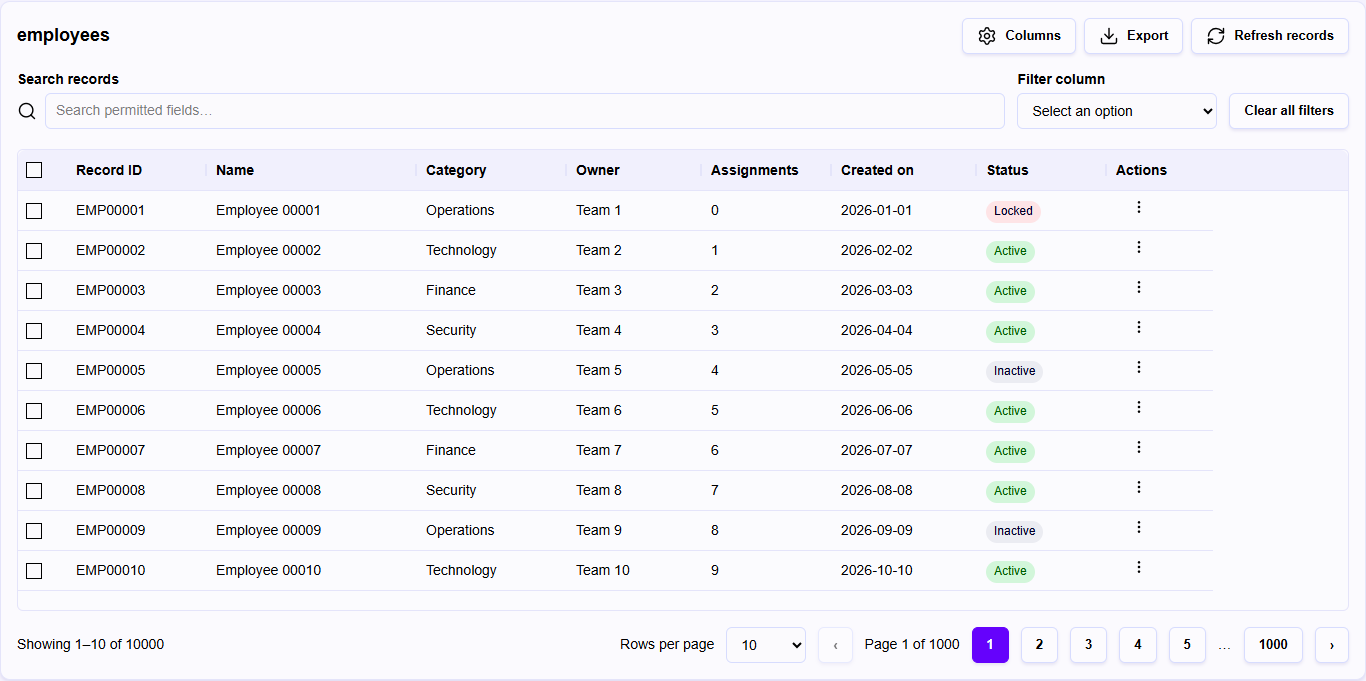 employees
Columns Export Refresh records
Search records Filter column
Search permitted fields… Select an option Clear all filters
Record ID Name Category Owner Assignments Created on Status Actions
EMP00001 Employee 00001 Operations Team 1 0 2026-01-01 Locked
EMP00002 Employee 00002 Technology Team 2 1 2026-02-02 Active
EMP00003 Employee 00003 Finance Team 3 2 2026-03-03 Active
EMP00004 Employee 00004 Security Team 4 3 2026-04-04 Active
EMP00005 Employee 00005 Operations Team 5 4 2026-05-05 Inactive
EMP00006 Employee 00006 Technology Team 6 5 2026-06-06 Active
EMP00007 Employee 00007 Finance Team 7 6 2026-07-07 Active
EMP00008 Employee 00008 Security Team 8 7 2026-08-08 Active
EMP00009 Employee 00009 Operations Team 9 8 2026-09-09 Inactive
EMP00010 Employee 00010 Technology Team 10 9 2026-10-10 Active
Showing 1–10 of 10000 Rows per page 10 ‹ Page 1 of 1000 1 2 3 4 5 … 1000 ›